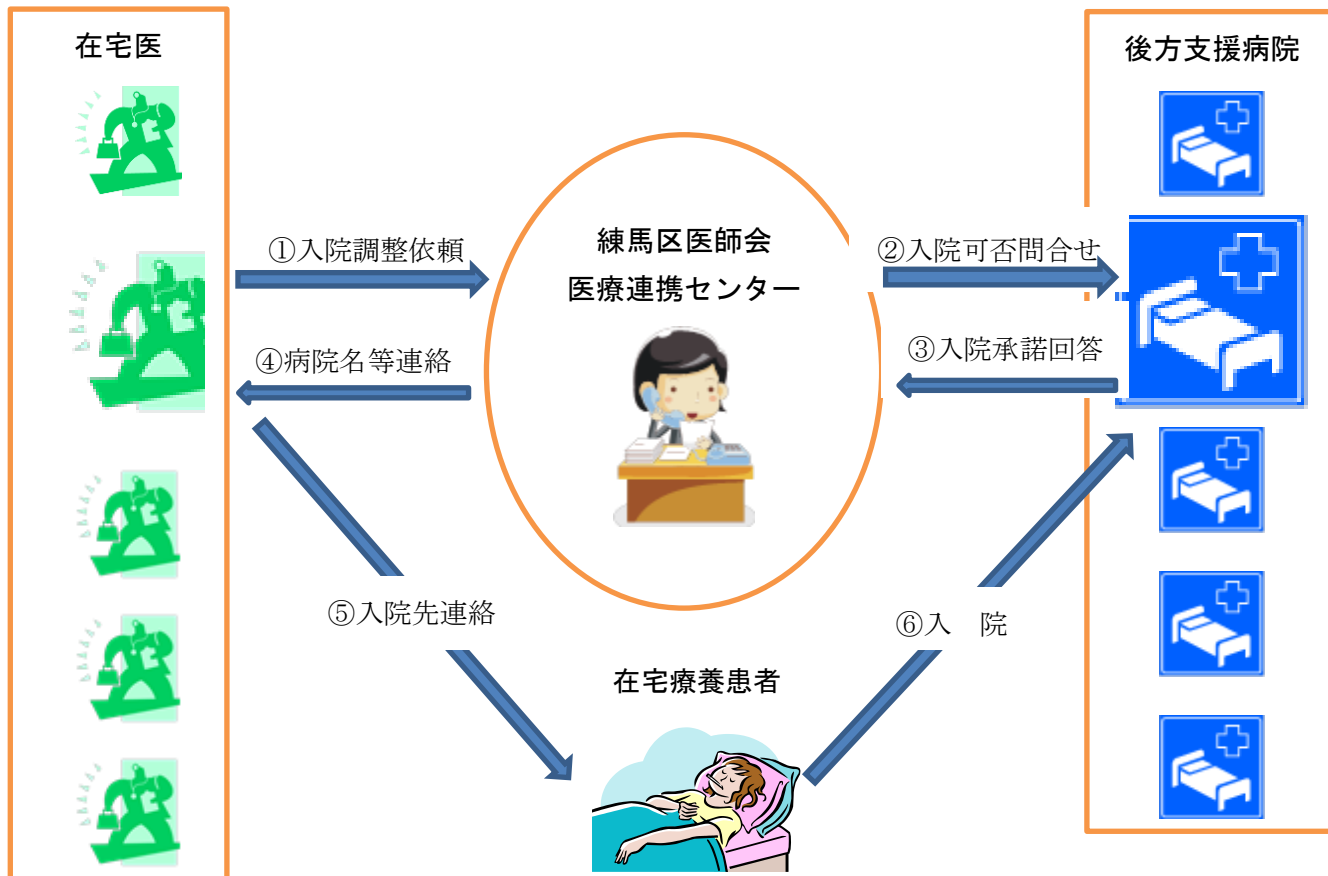 在宅医
後方支援病院
練馬区医師会
医療連携センター
①入院調整依頼
②入院可否問合せ
③入院承諾回答
④病院名等連絡
⑤入院先連絡
⑥入　院
在宅療養患者